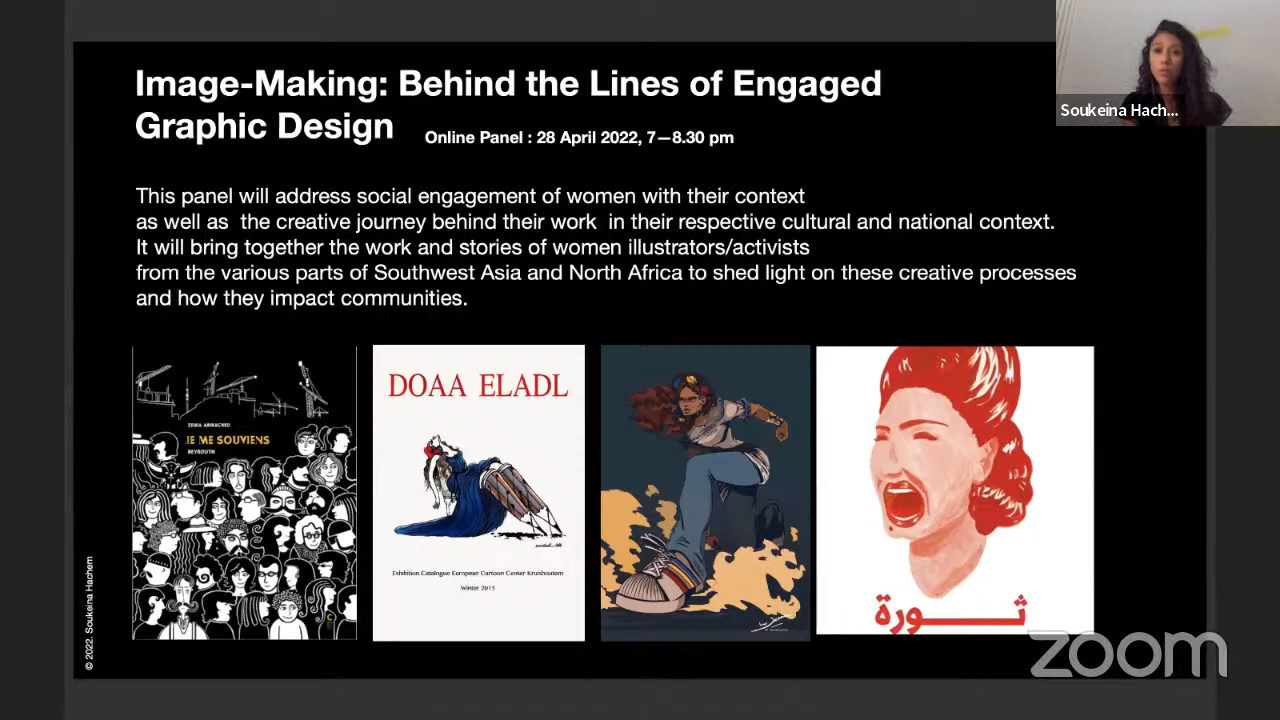 Image-Making: Behind the Lines of Engaged
Graphic Design
Online Panel : 28 April 2022, 7—8.30 pm
Soukeina Hach...
This panel will address social engagement of women with their context
as well as the creative journey behind their work in their respective cultural and national context.
It will bring together the work and stories of women illustrators/activists
from the various parts of Southwest Asia and North Africa to shed light on these creative processes
and how they impact communities.
ZEINA ABIRACHED
JE ME SOUVIENS
BEYROUTH
DOAA ELADL
Exhibition Catalogue European Cartoon Center Kruishoutem
Winter 2015
ثـــورة
© 2022. Soukeina Hachem
zoom